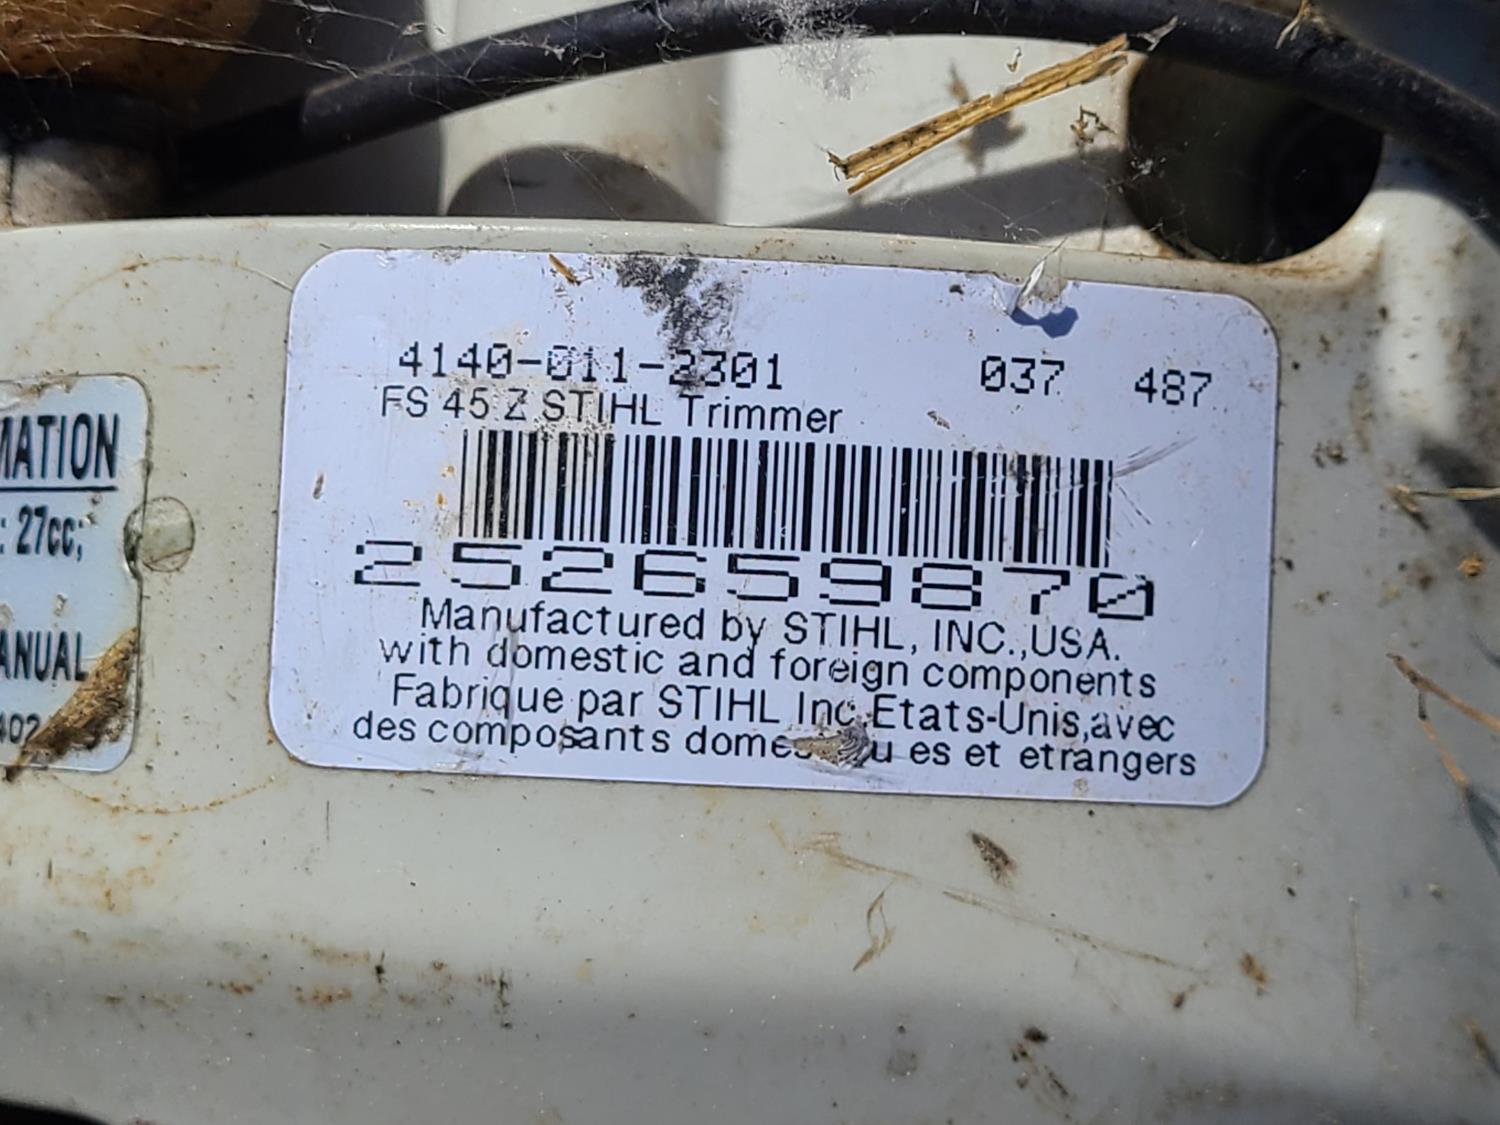 4140-011-2301 037 487
FS 45 Z STIHL Trimmer
252659870
Manufactured by STIHL, INC.,USA.
with domestic and foreign components
Fabrique par STIHL Inc.Etats-Unis,avec
des composants et etrangers
MATION
: 27cc;
ANUAL
402